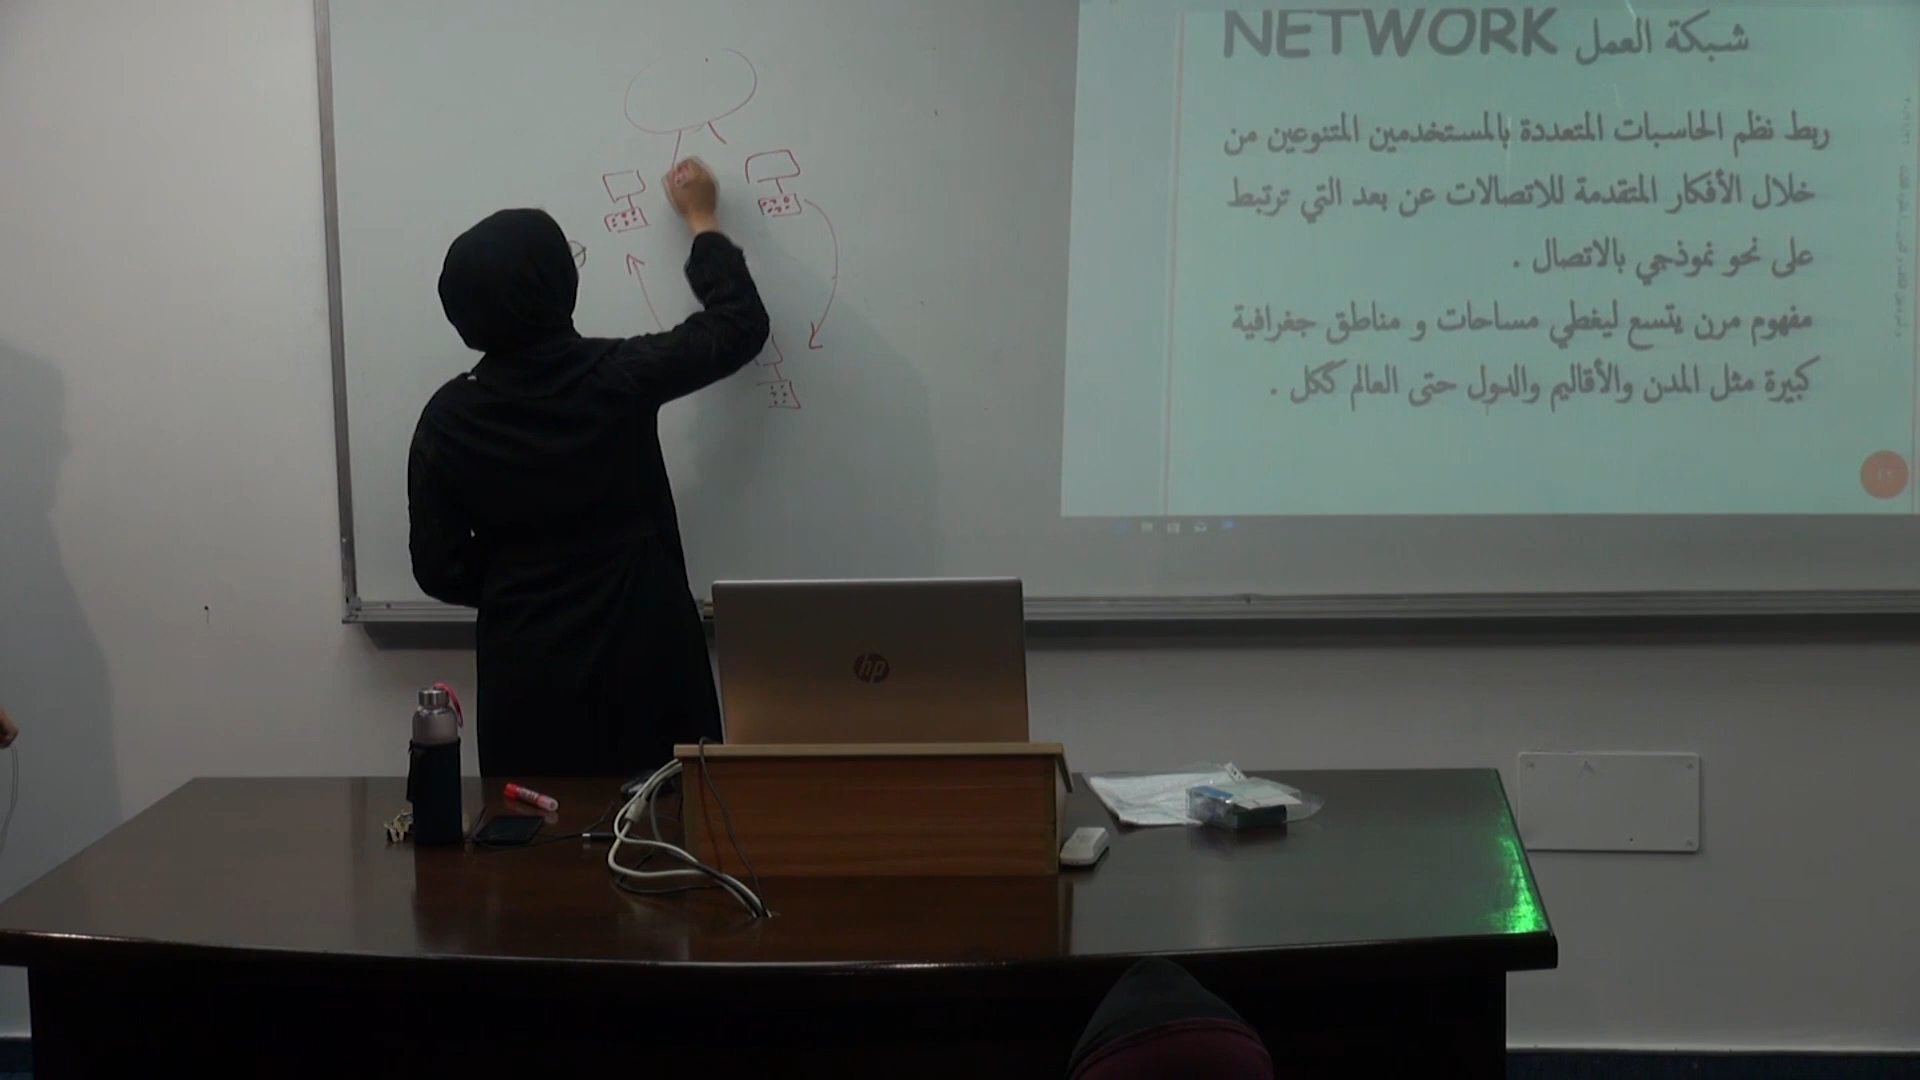 شبكة العمل NETWORK
ربط نظم الحاسبات المتعددة بالمستخدمين المتنوعين من
خلال الأفكار المتقدمة للاتصالات عن بعد التي ترتبط
على نحو نموذجي بالاتصال .
مفهوم مرن يتسع ليغطي مساحات و مناطق جغرافية
كبيرة مثل المدن والأقاليم والدول حتى العالم ككل .
hp